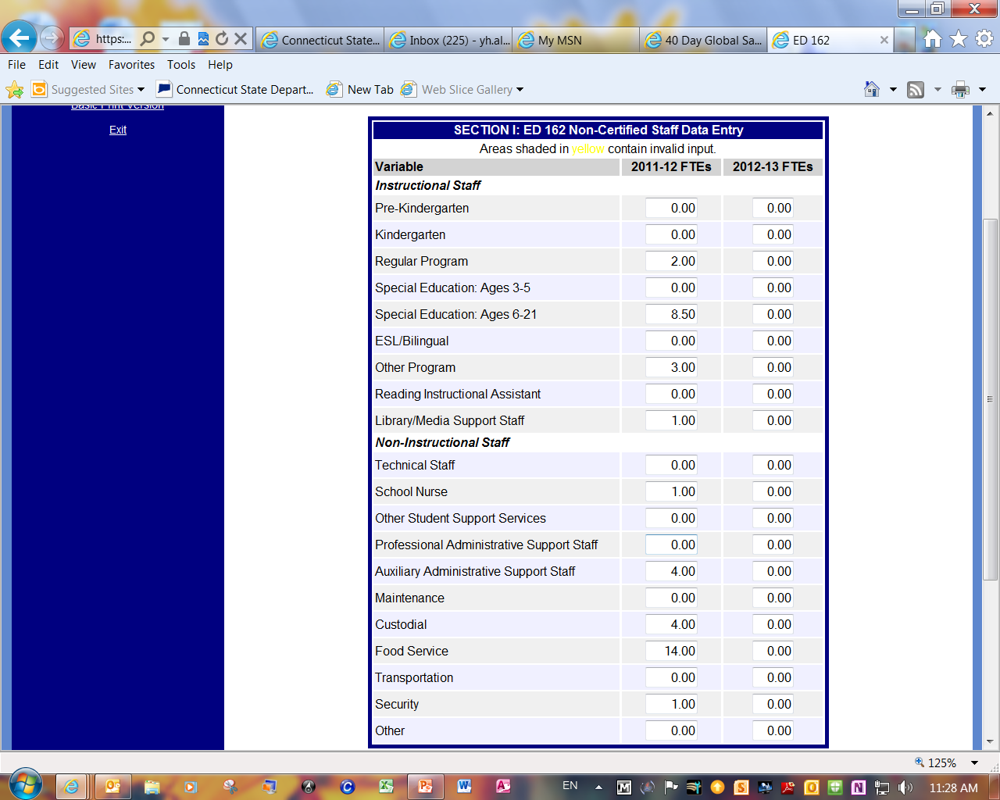 https:...
Connecticut State...
Inbox (225) - yh.al...
My MSN
40 Day Global Sa...
ED 162
File Edit View Favorites Tools Help
Suggested Sites
Connecticut State Depart...
New Tab
Web Slice Gallery
Basic Print Version
Exit
SECTION I: ED 162 Non-Certified Staff Data Entry
Areas shaded in yellow contain invalid input.
Variable 2011-12 FTEs 2012-13 FTEs
Instructional Staff
Pre-Kindergarten 0.00 0.00
Kindergarten 0.00 0.00
Regular Program 2.00 0.00
Special Education: Ages 3-5 0.00 0.00
Special Education: Ages 6-21 8.50 0.00
ESL/Bilingual 0.00 0.00
Other Program 3.00 0.00
Reading Instructional Assistant 0.00 0.00
Library/Media Support Staff 1.00 0.00
Non-Instructional Staff
Technical Staff 0.00 0.00
School Nurse 1.00 0.00
Other Student Support Services 0.00 0.00
Professional Administrative Support Staff 0.00 0.00
Auxiliary Administrative Support Staff 4.00 0.00
Maintenance 0.00 0.00
Custodial 4.00 0.00
Food Service 14.00 0.00
Transportation 0.00 0.00
Security 1.00 0.00
Other 0.00 0.00
125%
EN
11:28 AM